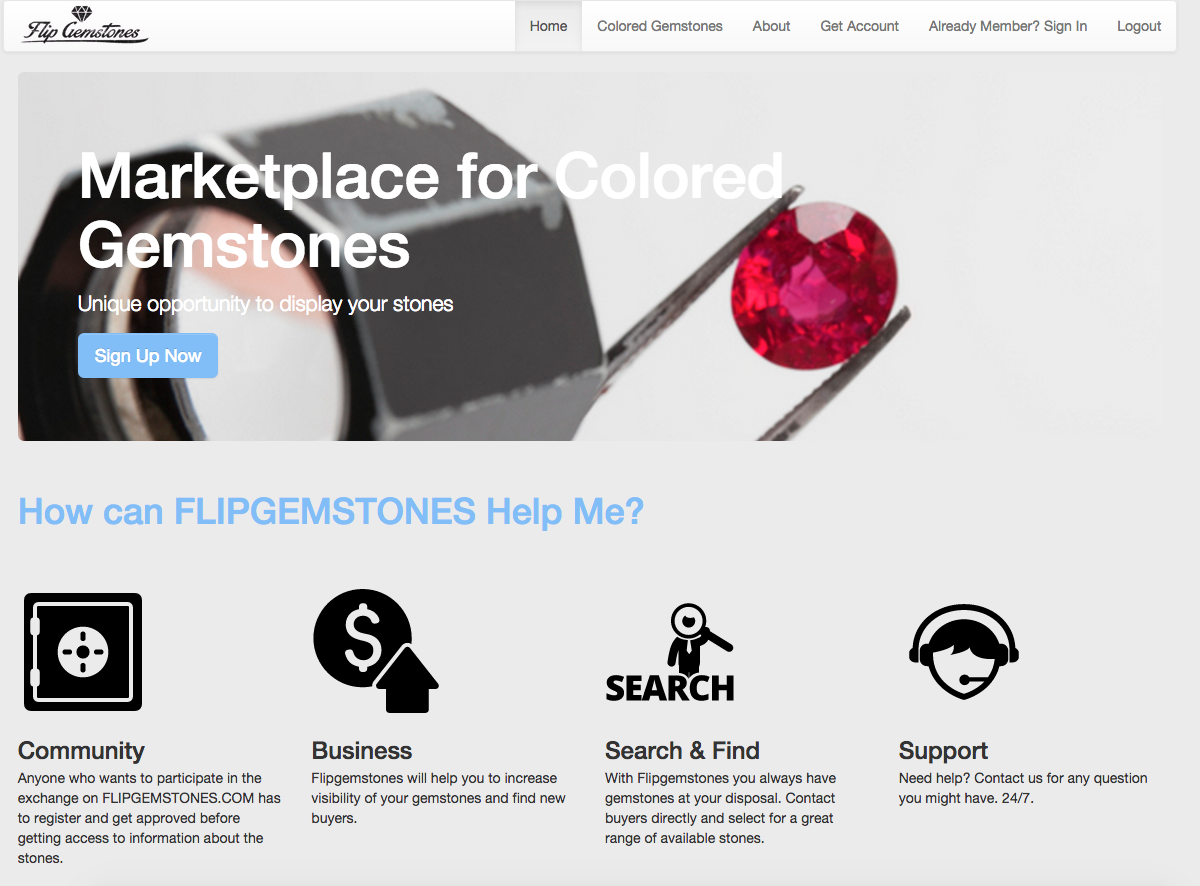 Flip Gemstones
Home
Colored Gemstones
About
Get Account
Already Member? Sign In
Logout
Marketplace for Colored
Gemstones
Unique opportunity to display your stones
Sign Up Now
How can FLIPGEMSTONES Help Me?
Community
Anyone who wants to participate in the
exchange on FLIPGEMSTONES.COM has
to register and get approved before
getting access to information about the
stones.
Business
Flipgemstones will help you to increase
visibility of your gemstones and find new
buyers.
SEARCH
Search & Find
With Flipgemstones you always have
gemstones at your disposal. Contact
buyers directly and select for a great
range of available stones.
Support
Need help? Contact us for any question
you might have. 24/7.